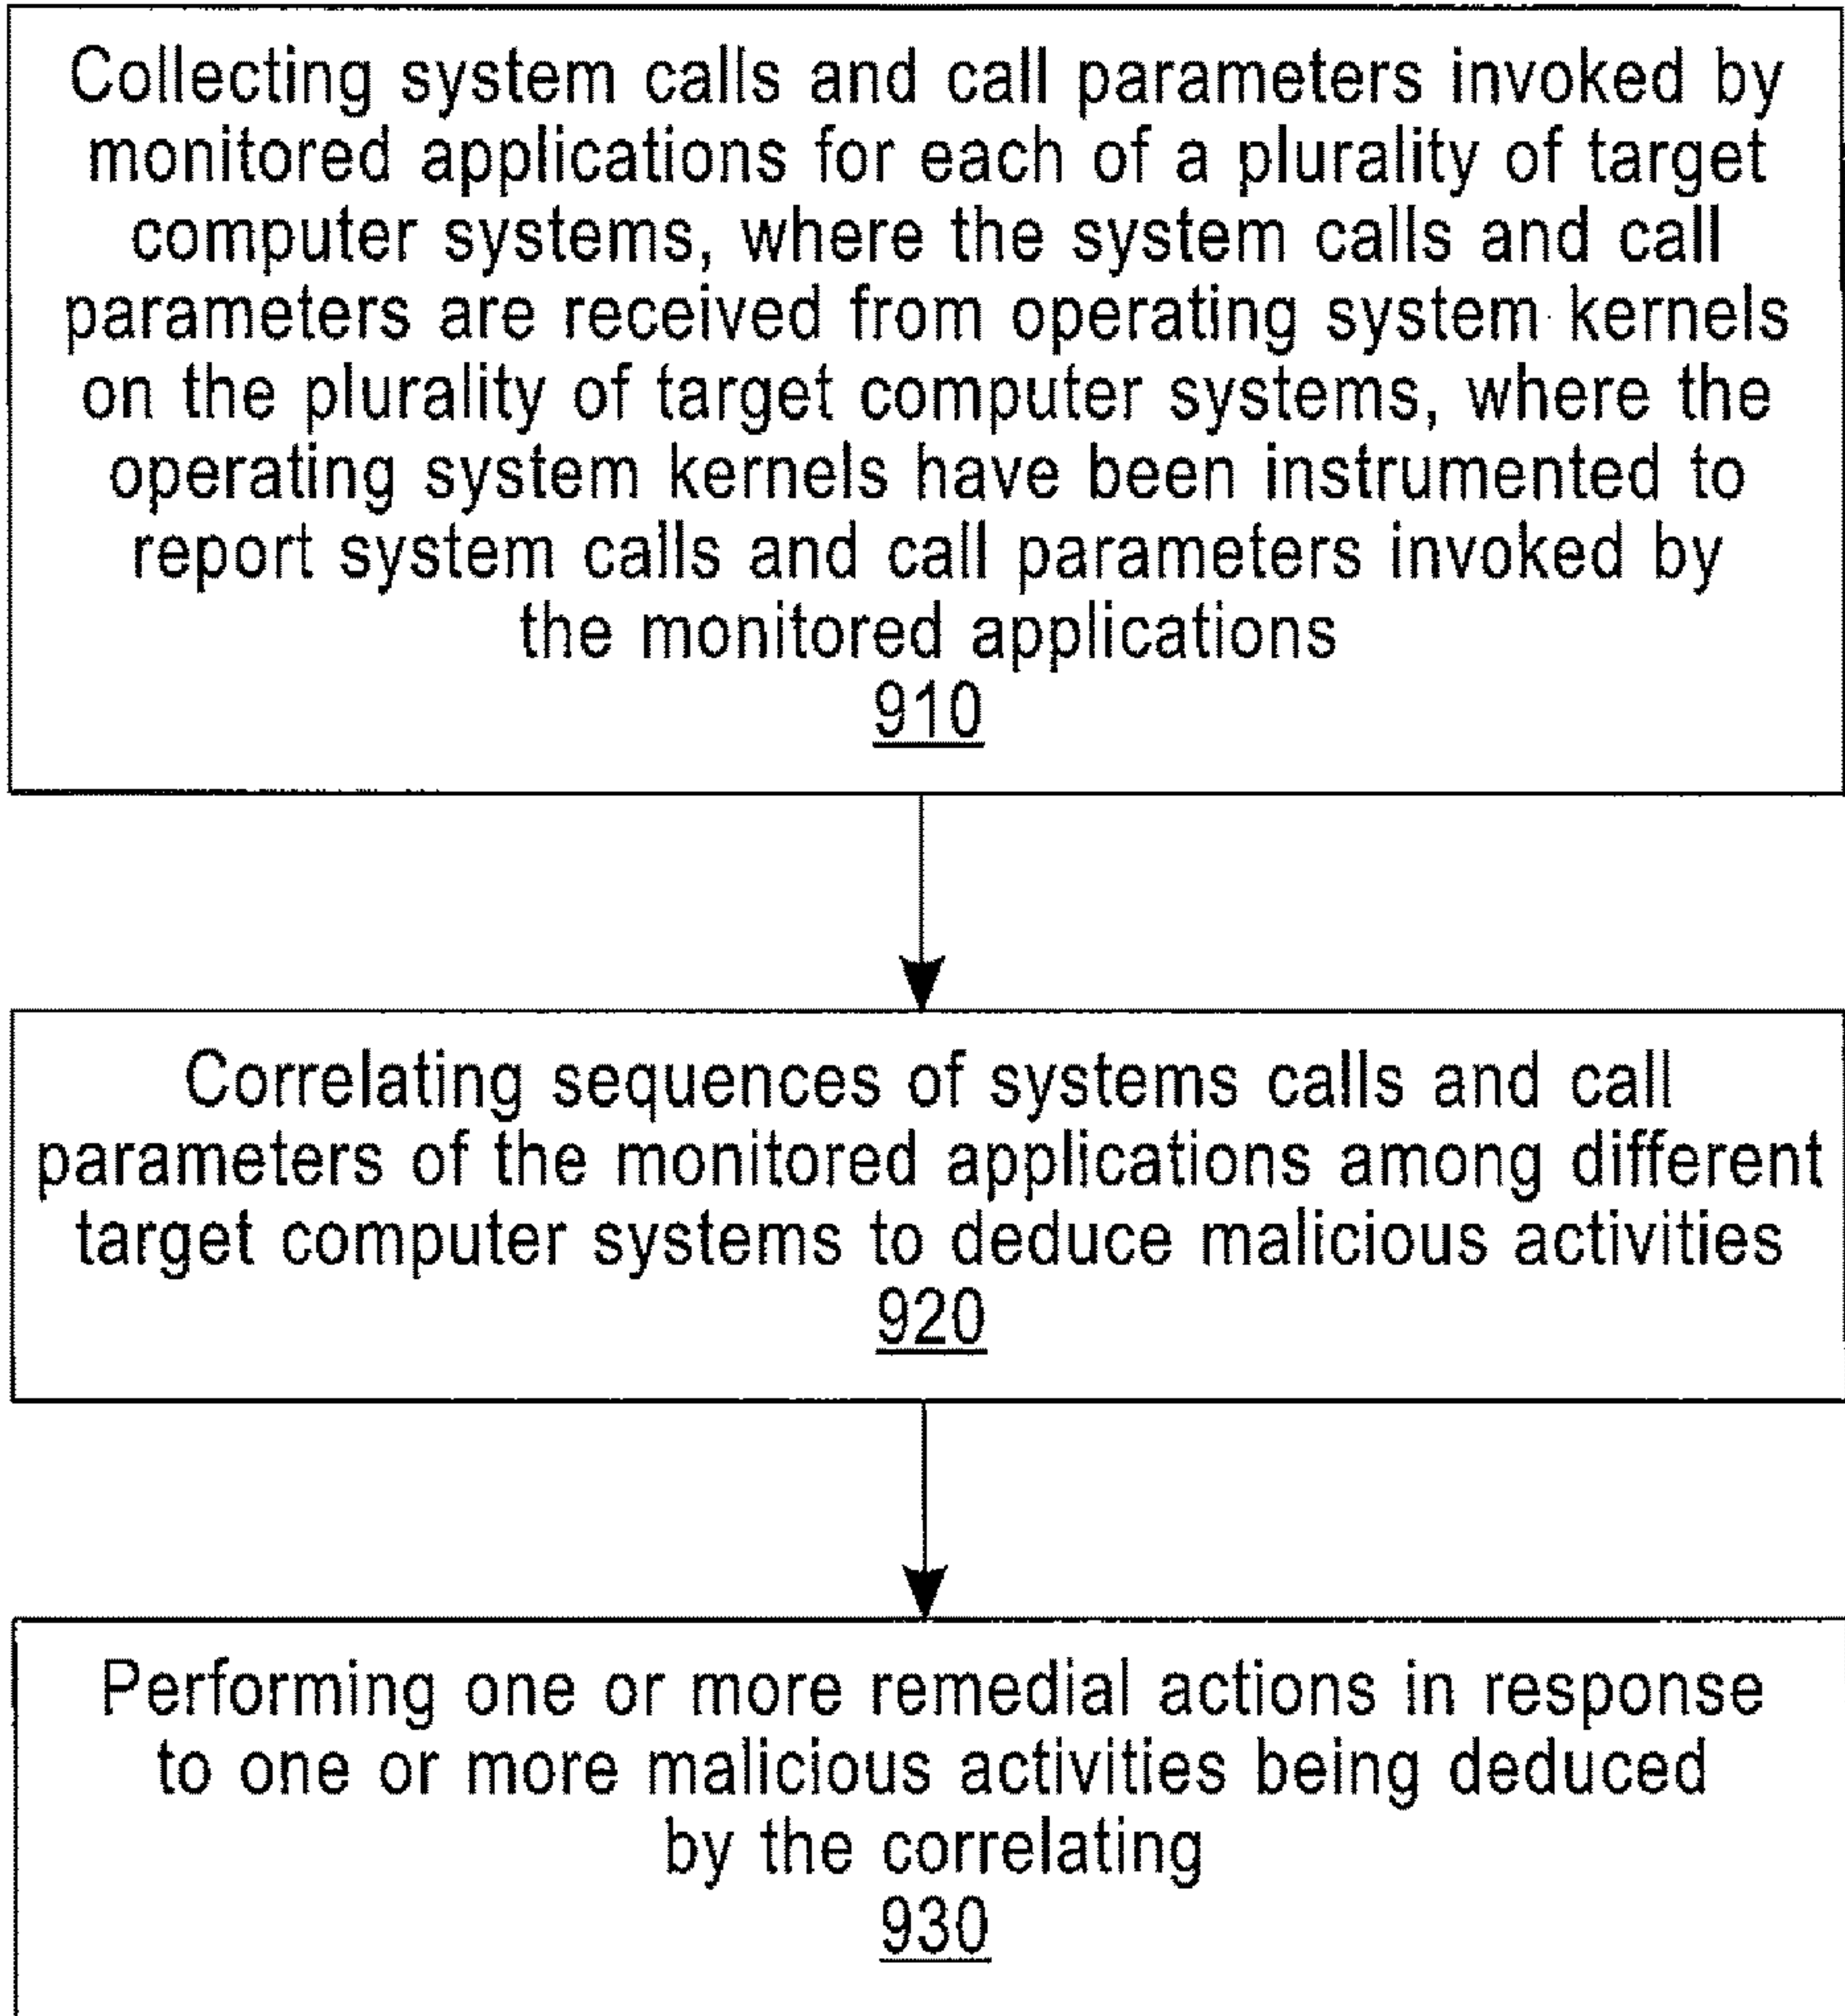 Collecting system calls and call parameters invoked by
monitored applications for each of a plurality of target
computer systems, where the system calls and call
parameters are received from operating system kernels
on the plurality of target computer systems, where the
operating system kernels have been instrumented to
report system calls and call parameters invoked by
the monitored applications
910
Correlating sequences of systems calls and call
parameters of the monitored applications among different
target computer systems to deduce malicious activities
920
Performing one or more remedial actions in response
to one or more malicious activities being deduced
by the correlating
930